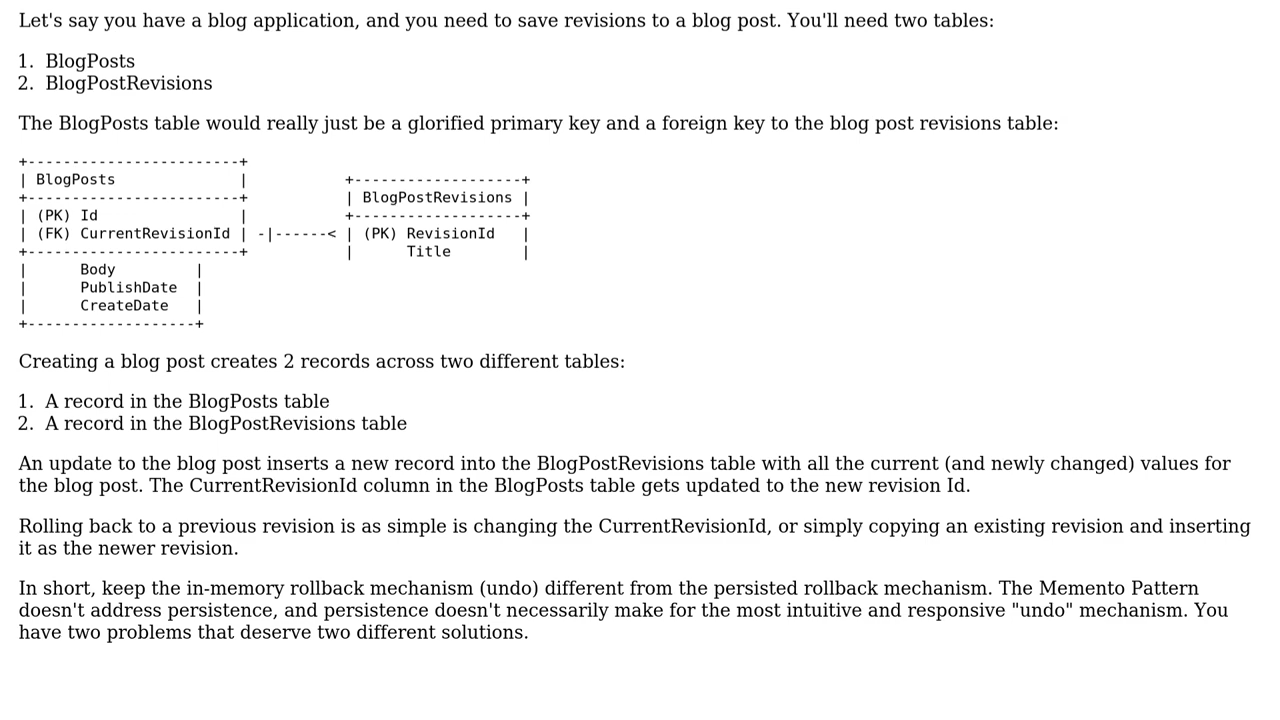 Let's say you have a blog application, and you need to save revisions to a blog post. You'll need two tables:
1. BlogPosts
2. BlogPostRevisions
The BlogPosts table would really just be a glorified primary key and a foreign key to the blog post revisions table:
+------------------------+
| BlogPosts              |           +-------------------+
+------------------------+           | BlogPostRevisions |
| (PK) Id                |           +-------------------+
| (FK) CurrentRevisionId | -|------< | (PK) RevisionId   |
+------------------------+           |      Title        |
|      Body         |
|      PublishDate  |
|      CreateDate   |
+-------------------+
Creating a blog post creates 2 records across two different tables:
1. A record in the BlogPosts table
2. A record in the BlogPostRevisions table
An update to the blog post inserts a new record into the BlogPostRevisions table with all the current (and newly changed) values for
the blog post. The CurrentRevisionId column in the BlogPosts table gets updated to the new revision Id.
Rolling back to a previous revision is as simple is changing the CurrentRevisionId, or simply copying an existing revision and inserting
it as the newer revision.
In short, keep the in-memory rollback mechanism (undo) different from the persisted rollback mechanism. The Memento Pattern
doesn't address persistence, and persistence doesn't necessarily make for the most intuitive and responsive "undo" mechanism. You
have two problems that deserve two different solutions.